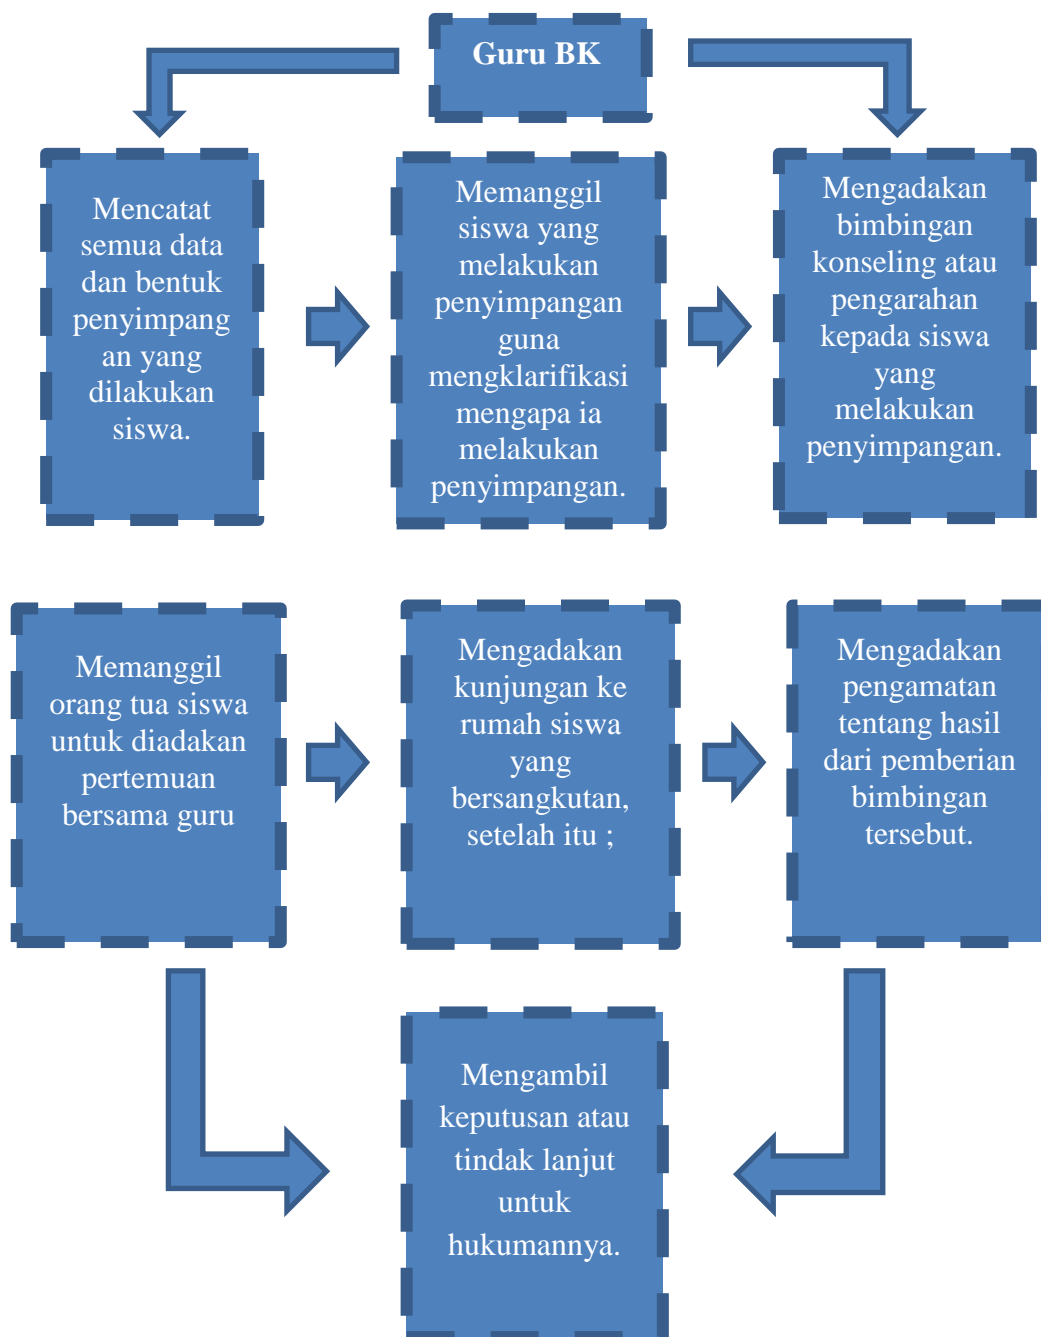 Guru BK
Mencatat
semua data
dan bentuk
penyimpang
an yang
dilakukan
siswa.
Memanggil
siswa yang
melakukan
penyimpangan
guna
mengklarifikasi
mengapa ia
melakukan
penyimpangan.
Mengadakan
bimbingan
konseling atau
pengarahan
kepada siswa
yang
melakukan
penyimpangan.
Memanggil
orang tua siswa
untuk diadakan
pertemuan
bersama guru
Mengadakan
kunjungan ke
rumah siswa
yang
bersangkutan,
setelah itu ;
Mengadakan
pengamatan
tentang hasil
dari pemberian
bimbingan
tersebut.
Mengambil
keputusan atau
tindak lanjut
untuk
hukumannya.